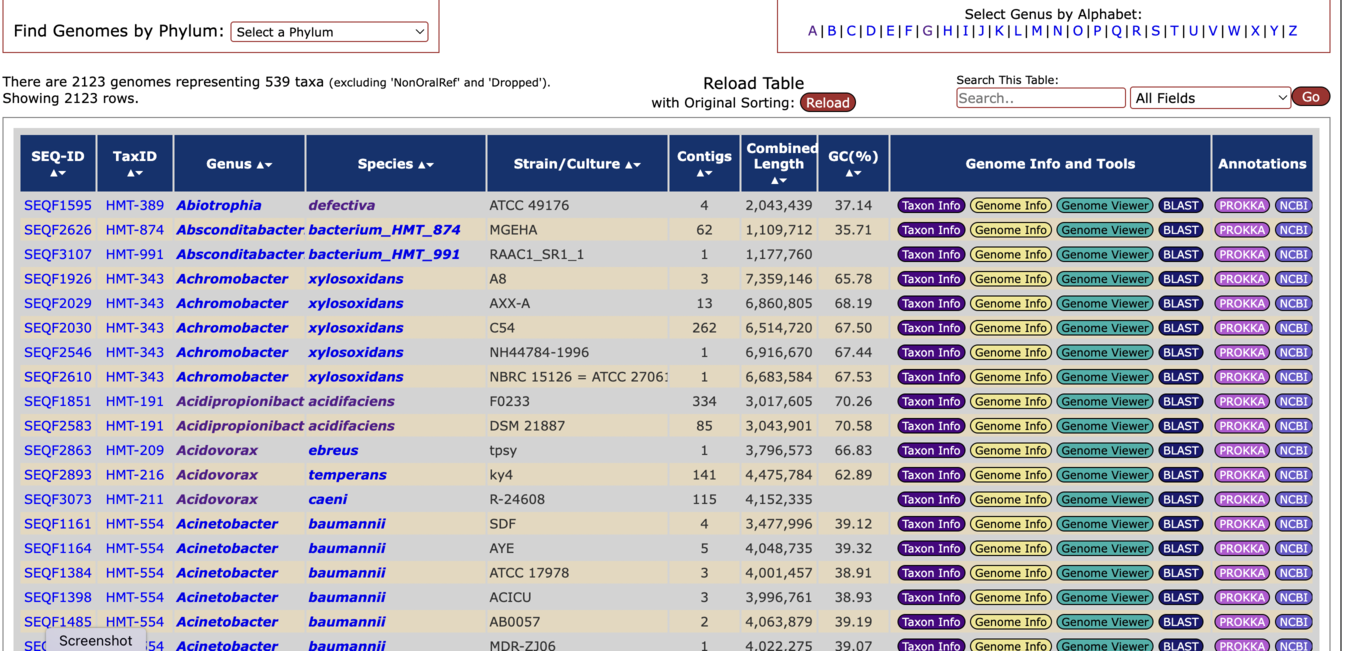 Find Genomes by Phylum: Select a Phylum
Select Genus by Alphabet:
A|B|C|D|E|F|G|H|I|J|K|L|M|N|O|P|Q|R|S|T|U|V|W|X|Y|Z
There are 2123 genomes representing 539 taxa (excluding 'NonOralRef' and 'Dropped').
Showing 2123 rows.
Reload Table
with Original Sorting: Reload
Search This Table:
Search.. All Fields Go
SEQ-ID ▲▼ TaxID ▲▼ Genus ▲▼ Species ▲▼ Strain/Culture ▲▼ Contigs ▲▼ Combined Length ▲▼ GC(%) ▲▼ Genome Info and Tools Annotations
SEQF1595 HMT-389 Abiotrophia defectiva ATCC 49176 4 2,043,439 37.14 Taxon Info Genome Info Genome Viewer BLAST PROKKA NCBI
SEQF2626 HMT-874 Absconditabacter bacterium_HMT_874 MGEHA 62 1,109,712 35.71 Taxon Info Genome Info Genome Viewer BLAST PROKKA NCBI
SEQF3107 HMT-991 Absconditabacter bacterium_HMT_991 RAAC1_SR1_1 1 1,177,760 Taxon Info Genome Info Genome Viewer BLAST PROKKA NCBI
SEQF1926 HMT-343 Achromobacter xylosoxidans A8 3 7,359,146 65.78 Taxon Info Genome Info Genome Viewer BLAST PROKKA NCBI
SEQF2029 HMT-343 Achromobacter xylosoxidans AXX-A 13 6,860,805 68.19 Taxon Info Genome Info Genome Viewer BLAST PROKKA NCBI
SEQF2030 HMT-343 Achromobacter xylosoxidans C54 262 6,514,720 67.50 Taxon Info Genome Info Genome Viewer BLAST PROKKA NCBI
SEQF2546 HMT-343 Achromobacter xylosoxidans NH44784-1996 1 6,916,670 67.44 Taxon Info Genome Info Genome Viewer BLAST PROKKA NCBI
SEQF2610 HMT-343 Achromobacter xylosoxidans NBRC 15126 = ATCC 27061 1 6,683,584 67.53 Taxon Info Genome Info Genome Viewer BLAST PROKKA NCBI
SEQF1851 HMT-191 Acidipropionibact acidifaciens F0233 334 3,017,605 70.26 Taxon Info Genome Info Genome Viewer BLAST PROKKA NCBI
SEQF2583 HMT-191 Acidipropionibact acidifaciens DSM 21887 85 3,043,901 70.58 Taxon Info Genome Info Genome Viewer BLAST PROKKA NCBI
SEQF2863 HMT-209 Acidovorax ebreus tpsy 1 3,796,573 66.83 Taxon Info Genome Info Genome Viewer BLAST PROKKA NCBI
SEQF2893 HMT-216 Acidovorax temperans ky4 141 4,475,784 62.89 Taxon Info Genome Info Genome Viewer BLAST PROKKA NCBI
SEQF3073 HMT-211 Acidovorax caeni R-24608 115 4,152,335 Taxon Info Genome Info Genome Viewer BLAST PROKKA NCBI
SEQF1161 HMT-554 Acinetobacter baumannii SDF 4 3,477,996 39.12 Taxon Info Genome Info Genome Viewer BLAST PROKKA NCBI
SEQF1164 HMT-554 Acinetobacter baumannii AYE 5 4,048,735 39.32 Taxon Info Genome Info Genome Viewer BLAST PROKKA NCBI
SEQF1384 HMT-554 Acinetobacter baumannii ATCC 17978 3 4,001,457 38.91 Taxon Info Genome Info Genome Viewer BLAST PROKKA NCBI
SEQF1398 HMT-554 Acinetobacter baumannii ACICU 3 3,996,761 38.93 Taxon Info Genome Info Genome Viewer BLAST PROKKA NCBI
SEQF1485 HMT-554 Acinetobacter baumannii AB0057 2 4,063,879 39.19 Taxon Info Genome Info Genome Viewer BLAST PROKKA NCBI
Screenshot
54 Acinetobacter baumannii MDR-ZJ06 1 4,022,275 39.07 Taxon Info Genome Info Genome Viewer BLAST PROKKA NCBI